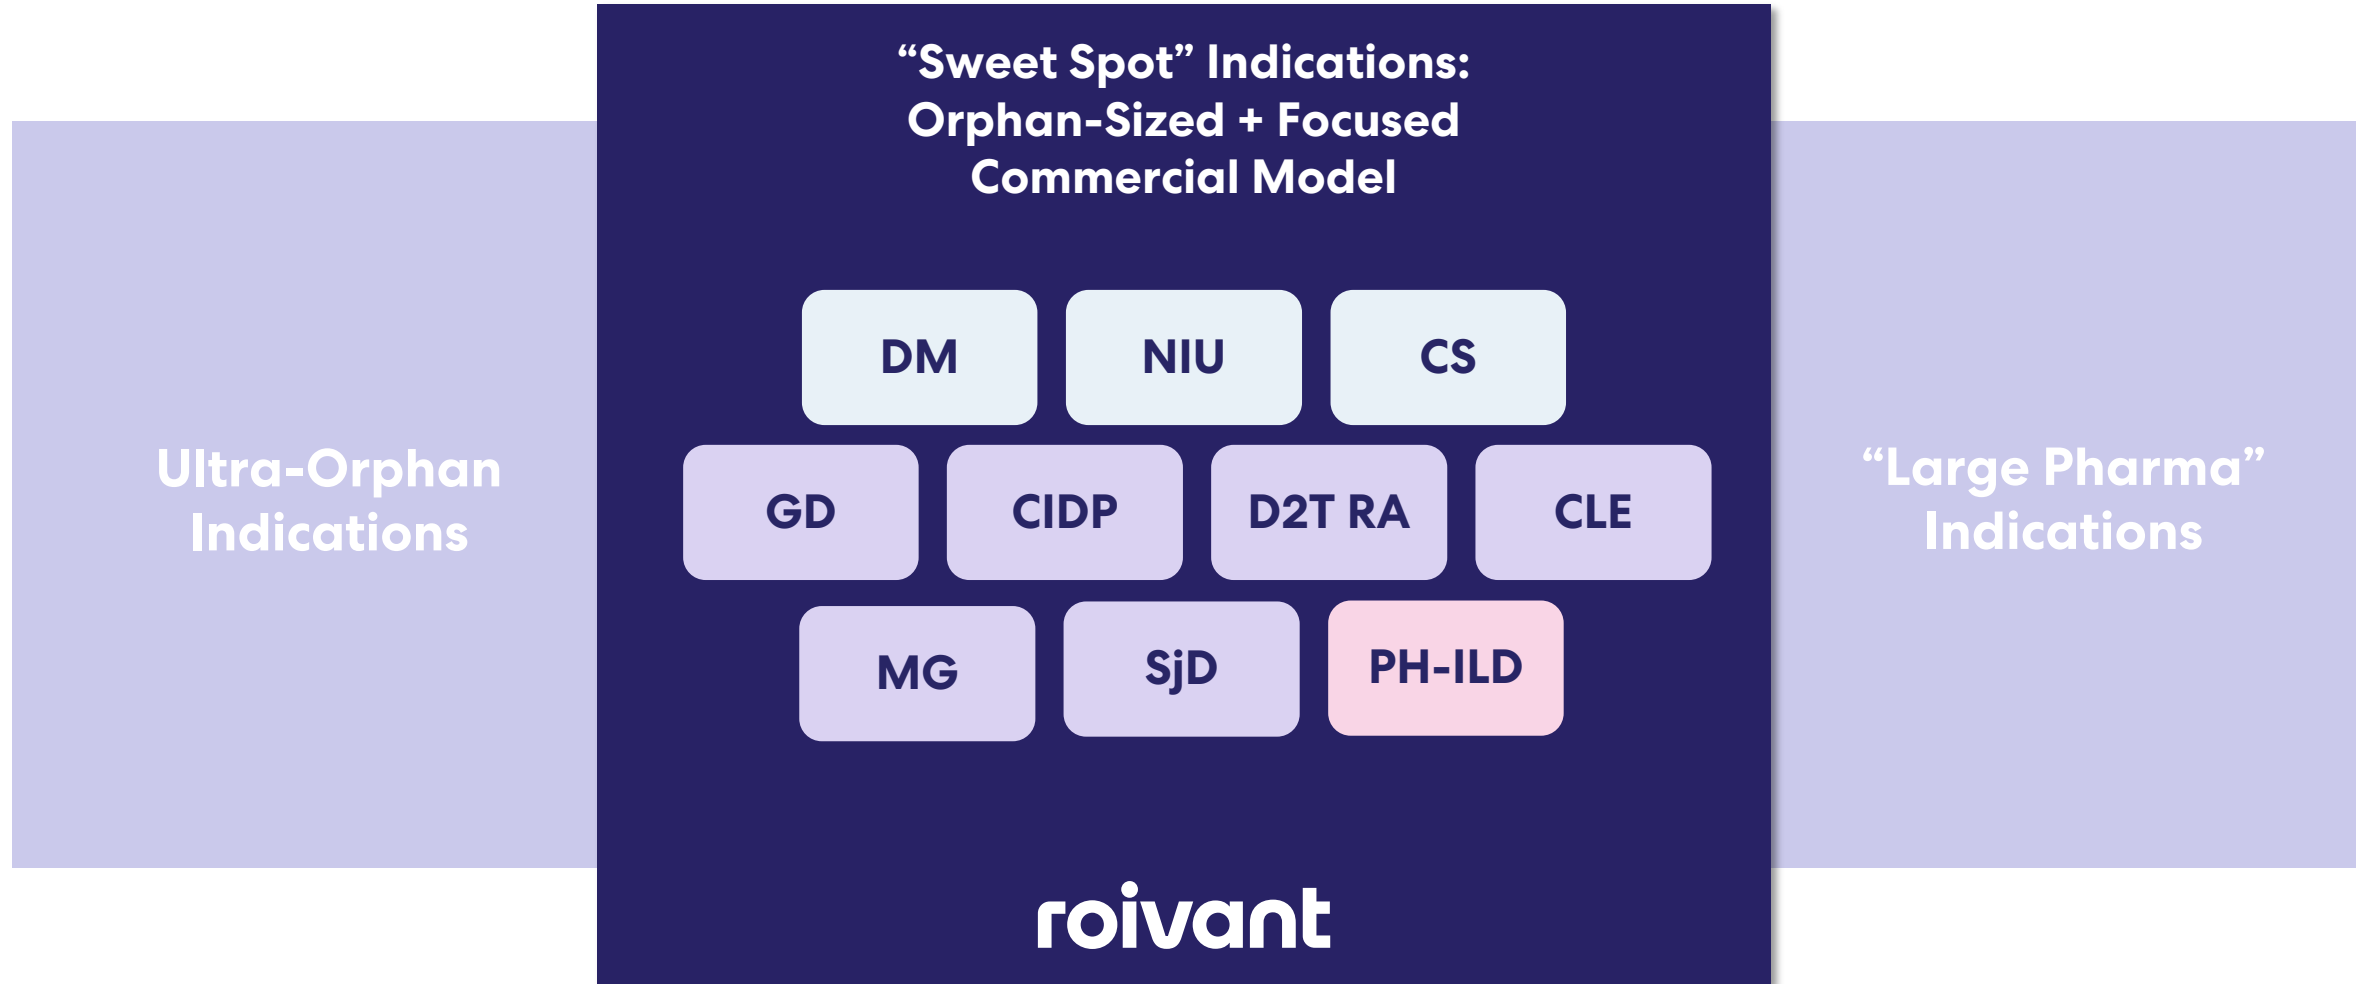 “Sweet Spot” Indications:
Orphan-Sized + Focused
Commercial Model
Ultra-Orphan
Indications
DM
NIU
CS
GD
CIDP
D2T RA
CLE
MG
SjD
PH-ILD
“Large Pharma”
Indications
roivant